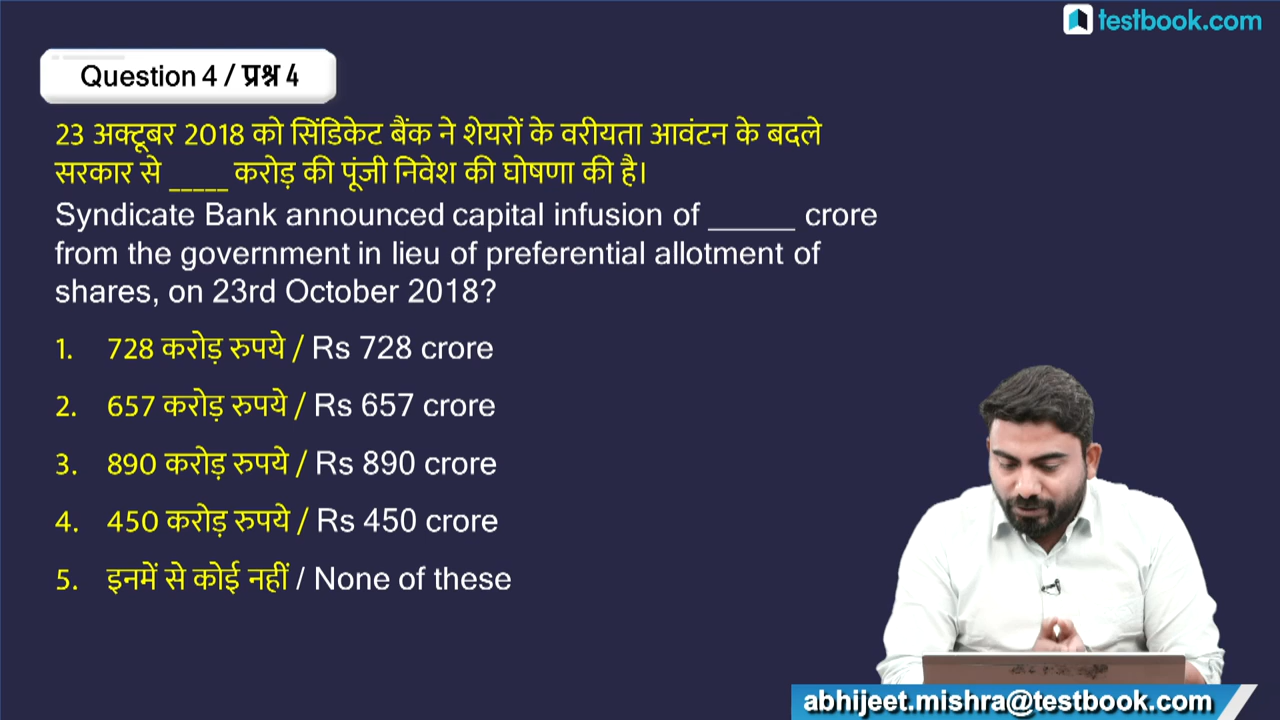 testbook.com
Question 4 / प्रश्न 4
23 अक्टूबर 2018 को सिंडिकेट बैंक ने शेयरों के वरीयता आवंटन के बदले
सरकार से _____ करोड़ की पूंजी निवेश की घोषणा की है।
Syndicate Bank announced capital infusion of ______ crore
from the government in lieu of preferential allotment of
shares, on 23rd October 2018?
1. 728 करोड़ रुपये / Rs 728 crore
2. 657 करोड़ रुपये / Rs 657 crore
3. 890 करोड़ रुपये / Rs 890 crore
4. 450 करोड़ रुपये / Rs 450 crore
5. इनमें से कोई नहीं / None of these
abhijeet.mishra@testbook.com